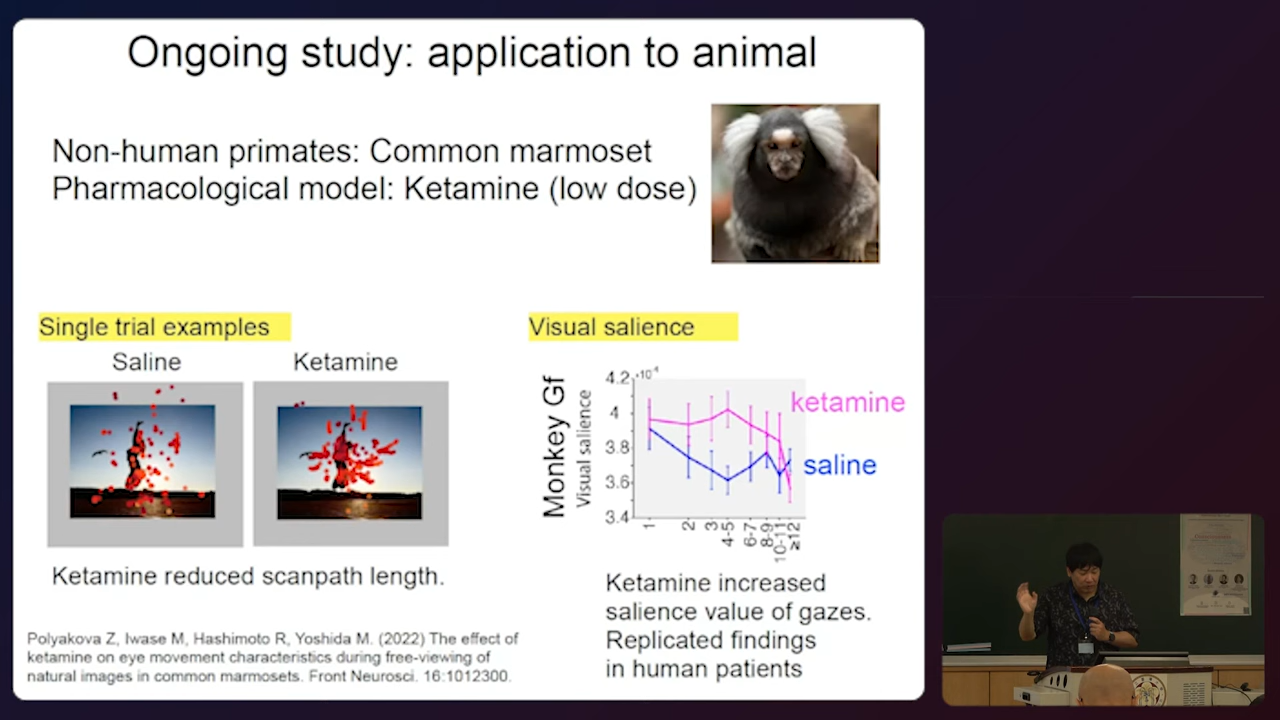 Ongoing study: application to animal
Non-human primates: Common marmoset
Pharmacological model: Ketamine (low dose)
Single trial examples
Saline
Ketamine
Ketamine reduced scanpath length.
Polyakova Z, Iwase M, Hashimoto R, Yoshida M. (2022) The effect of
ketamine on eye movement characteristics during free-viewing of
natural images in common marmosets. Front Neurosci. 16:1012300.
Visual salience
Monkey Gf
Visual salience
4.2
·10⁻⁴
4
3.8
3.6
3.4
1
2
3
4-5
6-7
8-9
10-11
≥12
ketamine
saline
Ketamine increased
salience value of gazes.
Replicated findings
in human patients